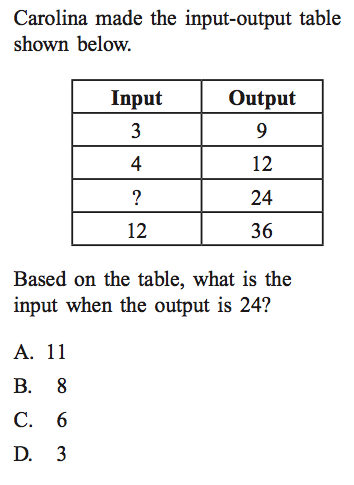 Carolina made the input-output table
shown below.
Input Output
3 9
4 12
? 24
12 36
Based on the table, what is the
input when the output is 24?
A. 11
B. 8
C. 6
D. 3